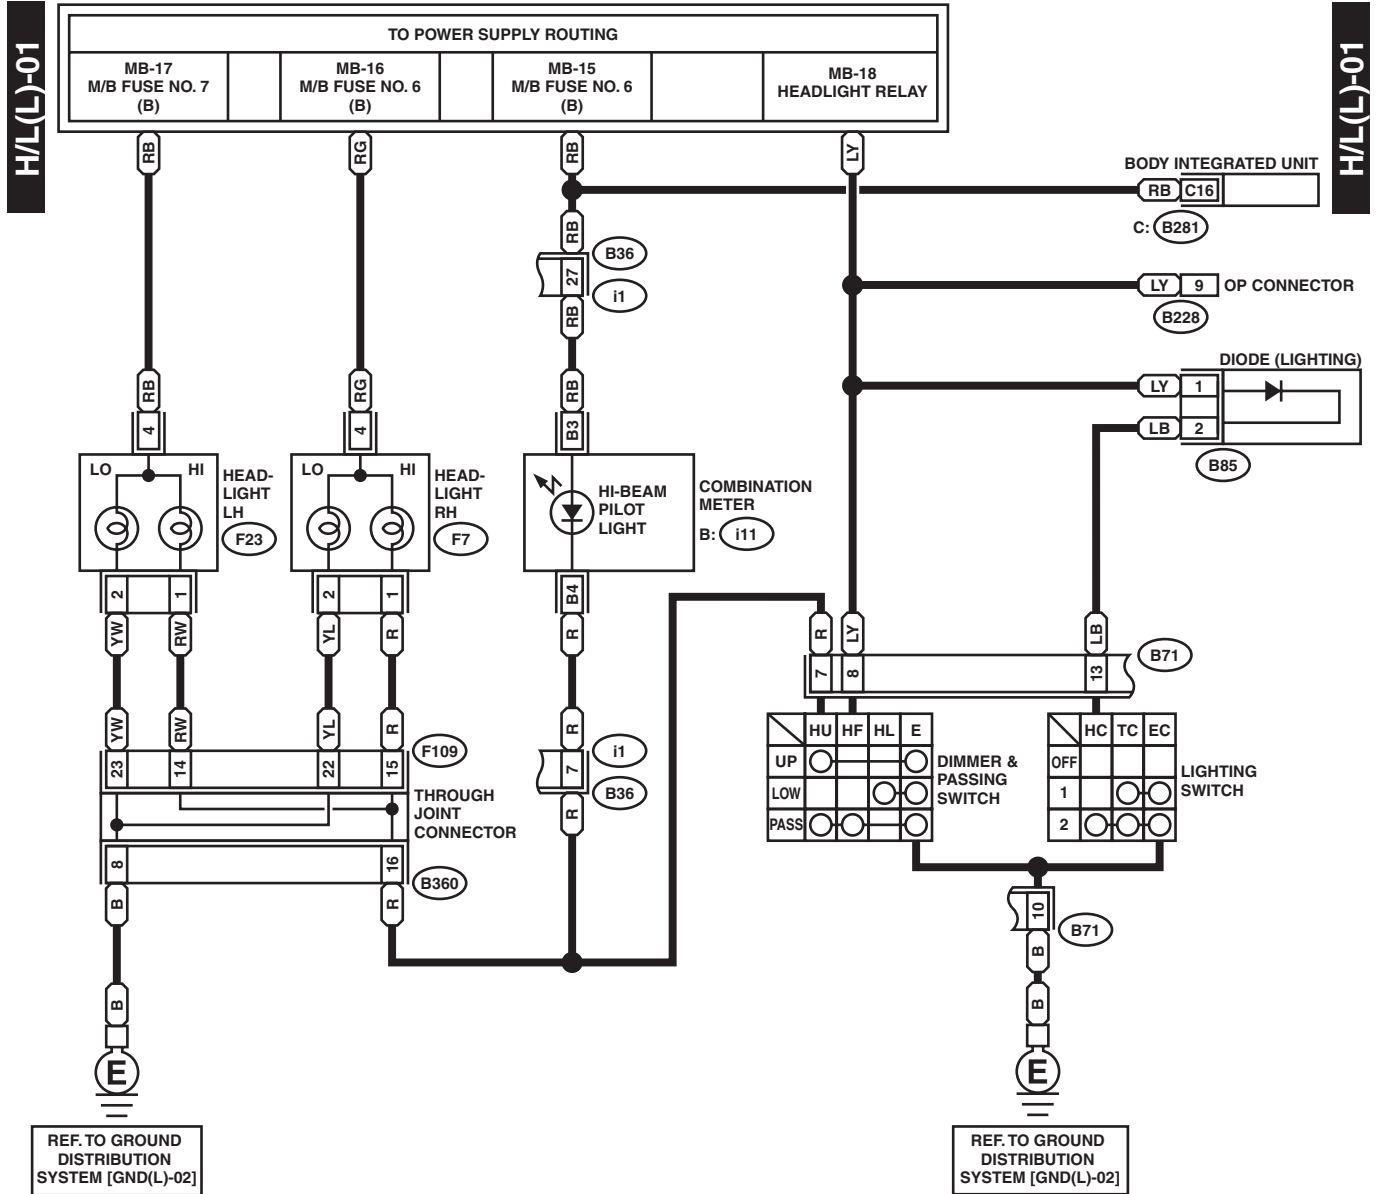 H/L(L)-01
H/L(L)-01
TO POWER SUPPLY ROUTING
MB-17
M/B FUSE NO. 7
(B)
MB-16
M/B FUSE NO. 6
(B)
MB-15
M/B FUSE NO. 6
(B)
MB-18
HEADLIGHT RELAY
RB
RG
RB
LY
BODY INTEGRATED UNIT
RB
C16
C:
B281
RB
B36
27
i1
RB
LY
9
OP CONNECTOR
B228
DIODE (LIGHTING)
LY
1
LB
2
B85
RB
RG
RB
4
4
B3
LO
HI
HEAD-
LIGHT
LH
F23
LO
HI
HEAD-
LIGHT
RH
F7
HI-BEAM
PILOT
LIGHT
COMBINATION
METER
B:
i11
2
1
2
1
B4
YW
RW
YL
R
R
R
LY
LB
7
8
13
B71
YW
RW
YL
R
R
23
14
22
15
F109
7
i1
B36
R
THROUGH
JOINT
CONNECTOR
8
16
B360
B
R
HU
HF
HL
E
UP
LOW
PASS
DIMMER &
PASSING
SWITCH
HC
TC
EC
OFF
1
2
LIGHTING
SWITCH
10
B71
B
B
B
E
E
REF. TO GROUND
DISTRIBUTION
SYSTEM [GND(L)-02]
REF. TO GROUND
DISTRIBUTION
SYSTEM [GND(L)-02]